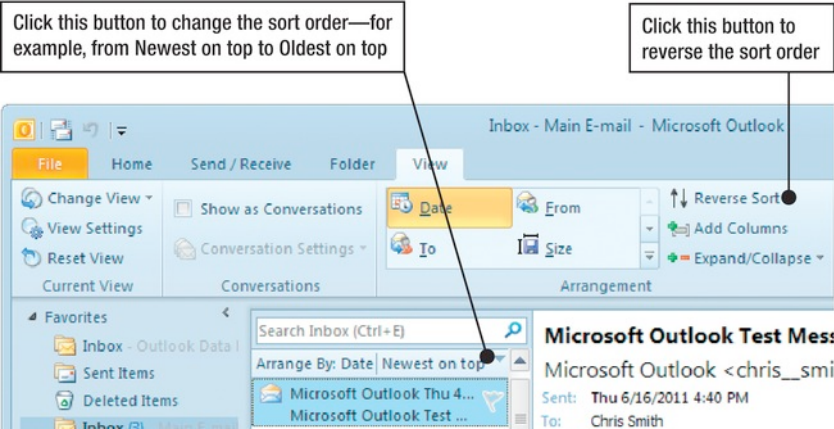 Click this button to change the sort order—for
example, from Newest on top to Oldest on top
Click this button to
reverse the sort order
Inbox - Main E-mail - Microsoft Outlook
File Home Send / Receive Folder View
Change View
Show as Conversations
Date
From
Reverse Sort
View Settings
Add Columns
Conversation Settings
To
Size
Reset View
Expand/Collapse
Current View
Conversations
Arrangement
Favorites
Search Inbox (Ctrl+E)
Inbox - Outlook Data
Arrange By: Date Newest on top
Sent Items
Deleted Items
Inbox (2) - Main E-mail
Microsoft Outlook Thu 4...
Microsoft Outlook Test ...
Microsoft Outlook Test Mess
Microsoft Outlook <chris__smi
Sent: Thu 6/16/2011 4:40 PM
To: Chris Smith